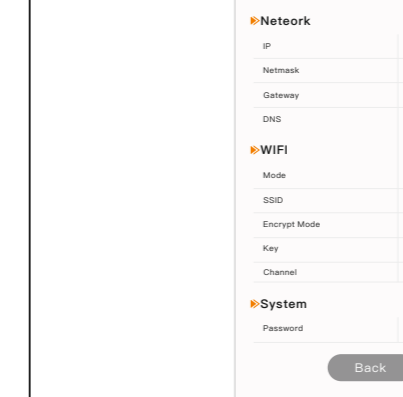 Neteork
IP
Netmask
Gateway
DNS
WIFI
Mode
SSID
Encrypt Mode
Key
Channel
System
Password
Back